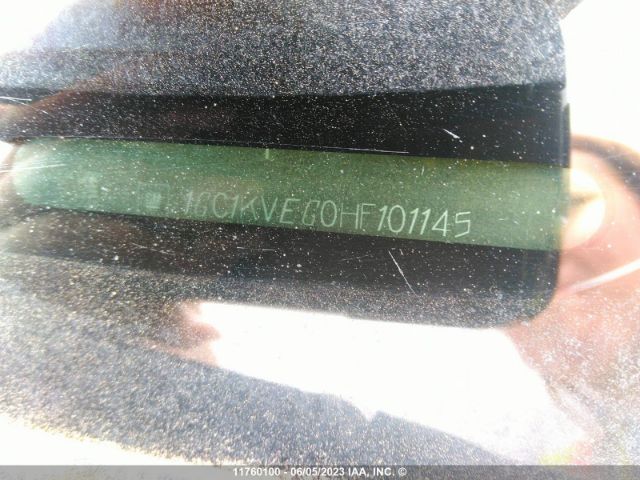 1GC1KVEG0HF101145
11760100 - 06/05/2023 IAA, INC. ©